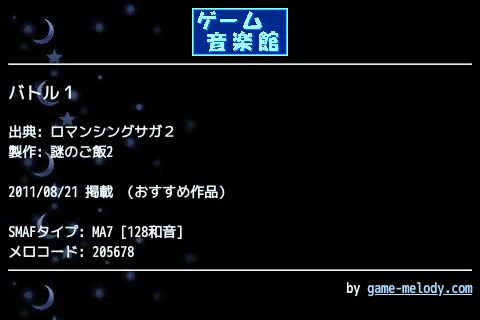 ゲーム
音楽館
バトル1
出典: ロマンシングサガ2
製作: 謎のご飯2
2011/08/21 掲載 (おすすめ作品)
SMAFタイプ: MA7 [128和音]
メロコード: 205678
by game-melody.com